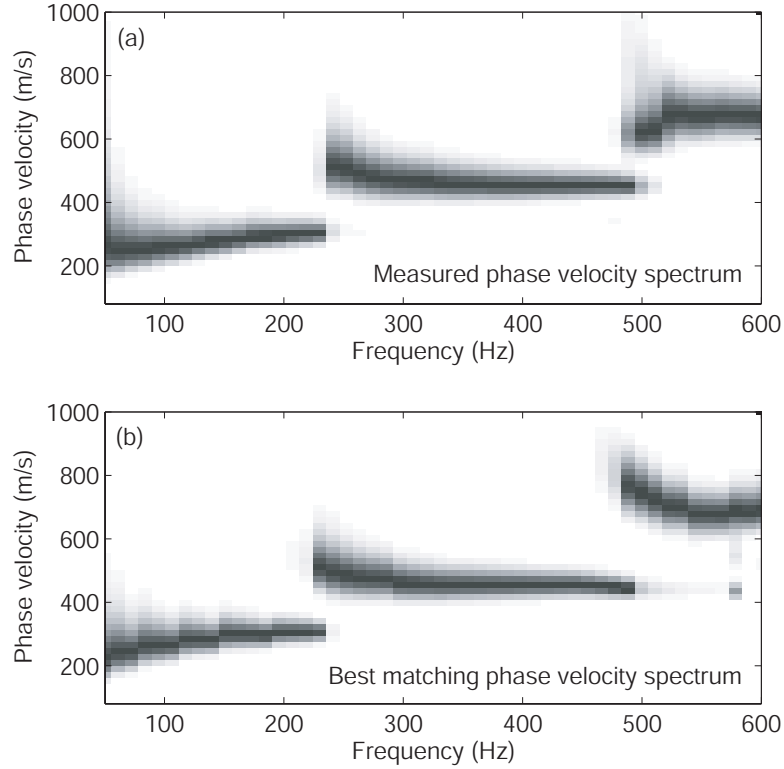 1000
(a)
800
600
400
200
Phase velocity (m/s)
Measured phase velocity spectrum
100 200 300 400 500 600
Frequency (Hz)
1000
(b)
800
600
400
200
Phase velocity (m/s)
Best matching phase velocity spectrum
100 200 300 400 500 600
Frequency (Hz)